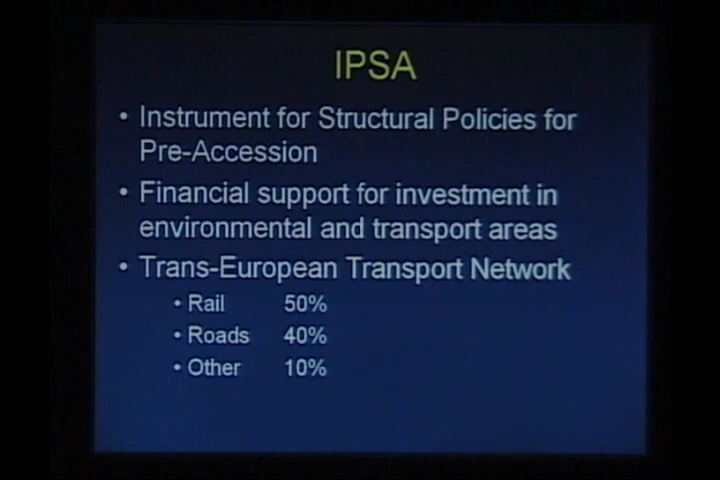 IPSA
• Instrument for Structural Policies for
Pre-Accession
• Financial support for investment in
environmental and transport areas
• Trans-European Transport Network
• Rail 50%
• Roads 40%
• Other 10%